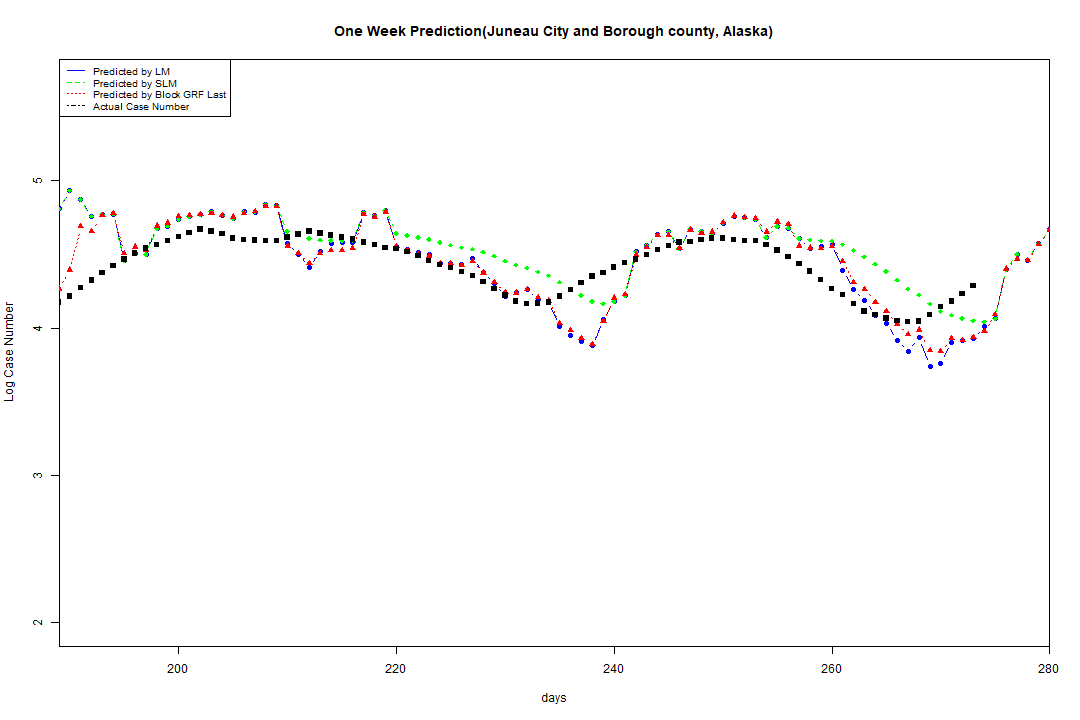 One Week Prediction(Juneau City and Borough county, Alaska)
Predicted by LM
Predicted by SLM
Predicted by Block GRF Last
Actual Case Number
Log Case Number
5
4
3
2
200 220 240 260 280
days